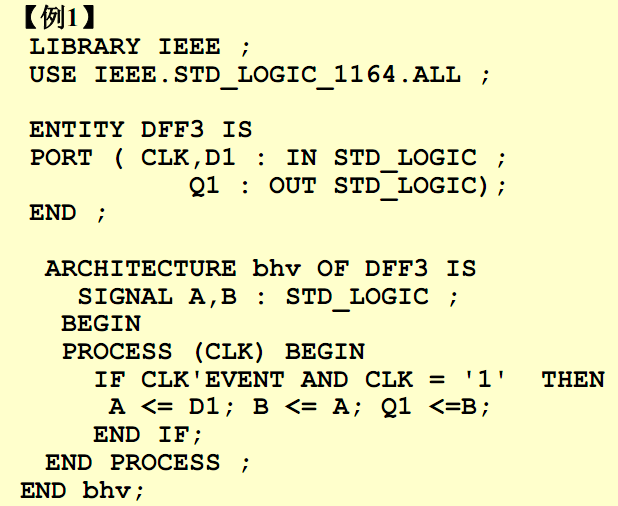 【例1】
LIBRARY IEEE ;
USE IEEE.STD_LOGIC_1164.ALL ;
ENTITY DFF3 IS
PORT ( CLK,D1 : IN STD_LOGIC ;
Q1 : OUT STD_LOGIC);
END ;
ARCHITECTURE bhv OF DFF3 IS
SIGNAL A,B : STD_LOGIC ;
BEGIN
PROCESS (CLK) BEGIN
IF CLK'EVENT AND CLK = '1' THEN
A <= D1; B <= A; Q1 <=B;
END IF;
END PROCESS ;
END bhv;